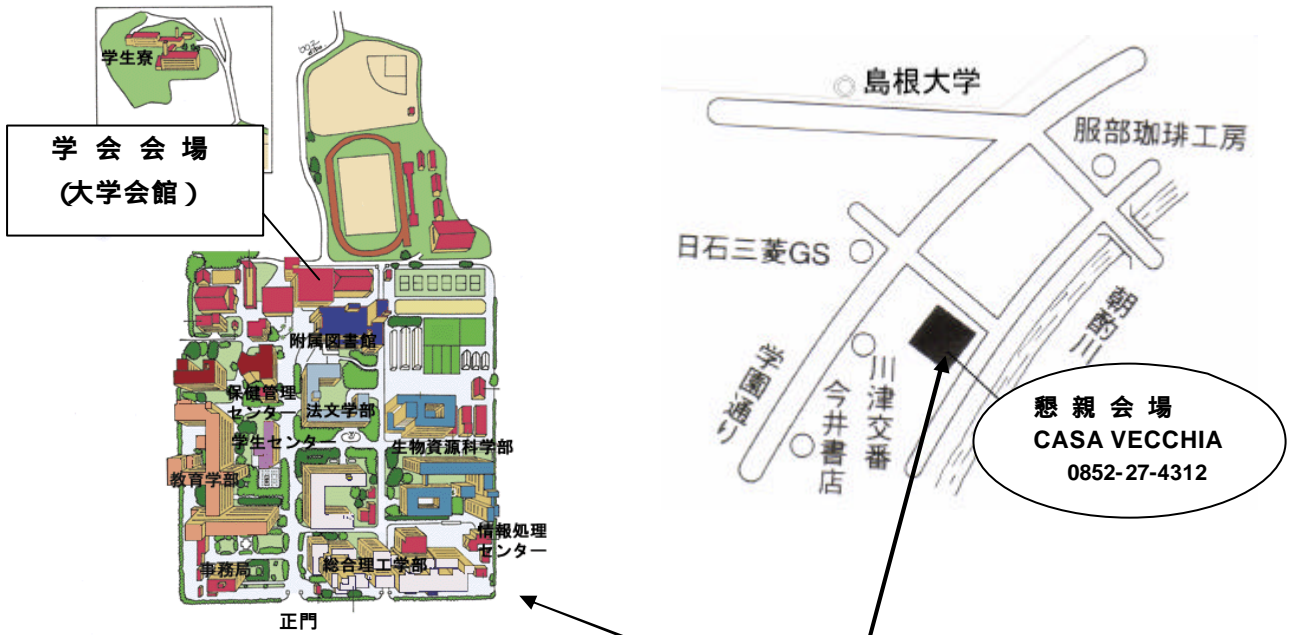 学生寮
学会会場
(大学会館)
附属図書館
保健管理
センター
法文学部
学生センター
生物資源科学部
教育学部
情報処理
センター
総合理工学部
事務局
正門
島根大学
服部珈琲工房
日石三菱GS
朝酌川
学園通り
川津交番
今井書店
懇親会場
CASA VECCHIA
0852-27-4312